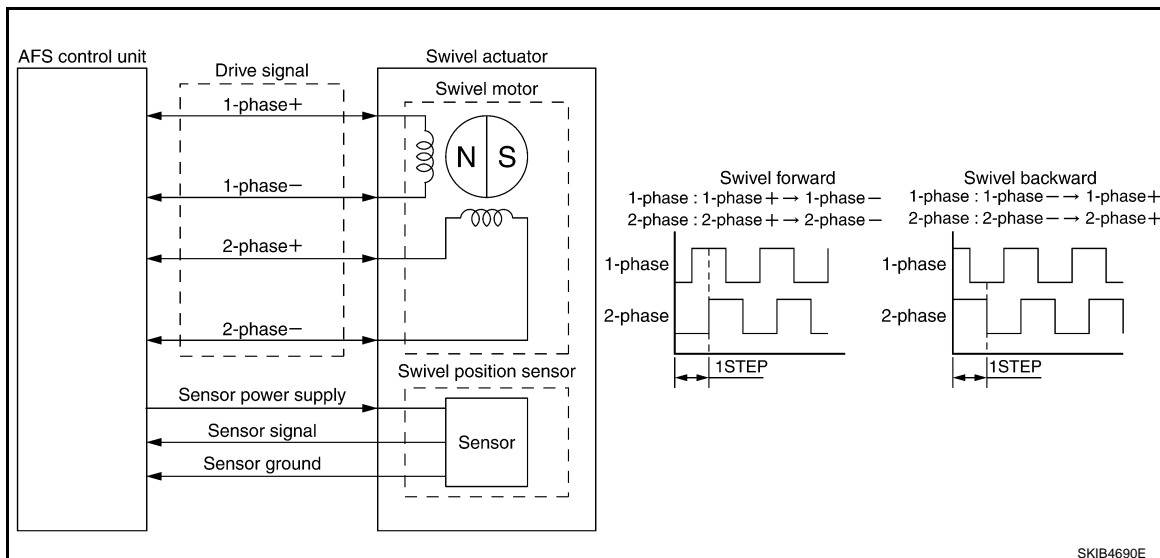 AFS control unit
Drive signal
1-phase+
1-phase−
2-phase+
2-phase−
Sensor power supply
Sensor signal
Sensor ground
Swivel actuator
Swivel motor
N S
Swivel position sensor
Sensor
Swivel forward
1-phase : 1-phase+ → 1-phase−
2-phase : 2-phase+ → 2-phase−
1-phase
2-phase
1STEP
Swivel backward
1-phase : 1-phase− → 1-phase+
2-phase : 2-phase− → 2-phase+
1-phase
2-phase
1STEP
SKIB4690E